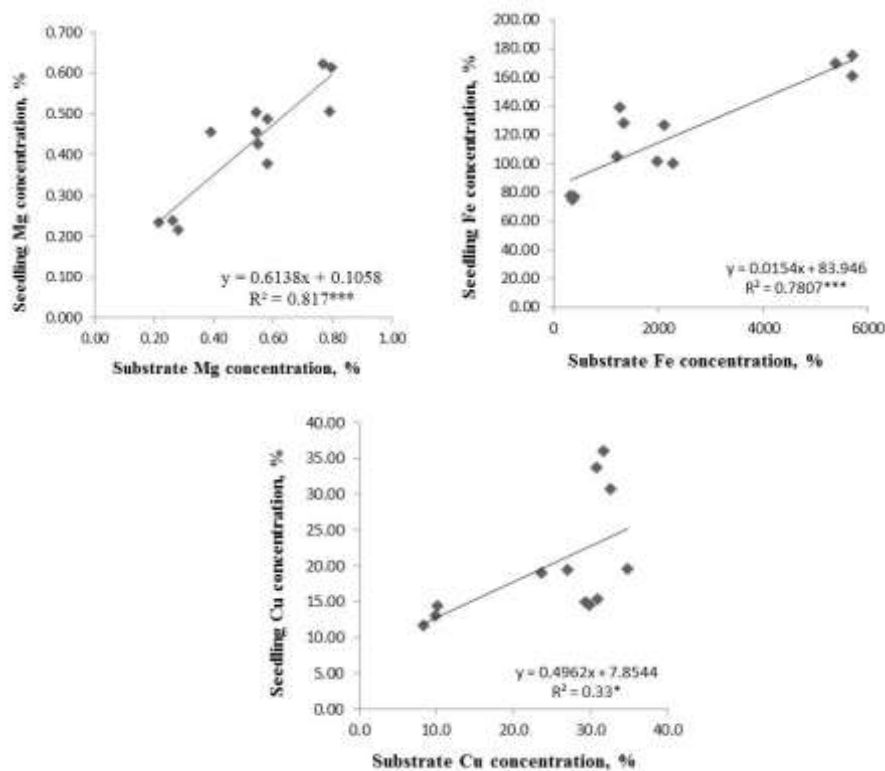 0.700
0.600
0.500
0.400
0.300
0.200
0.100
0.000
Seedling Mg concentration, %
y = 0.6138x + 0.1058
R² = 0.817***
0.00 0.20 0.40 0.60 0.80 1.00
Substrate Mg concentration, %
200.00
180.00
160.00
140.00
120.00
100.00
80.00
60.00
40.00
20.00
0.00
Seedling Fe concentration, %
y = 0.0154x + 83.946
R² = 0.7807***
0 2000 4000 6000
Substrate Fe concentration, %
40.00
35.00
30.00
25.00
20.00
15.00
10.00
5.00
0.00
Seedling Cu concentration, %
y = 0.4962x + 7.8544
R² = 0.33*
0.0 10.0 20.0 30.0 40.0
Substrate Cu concentration, %